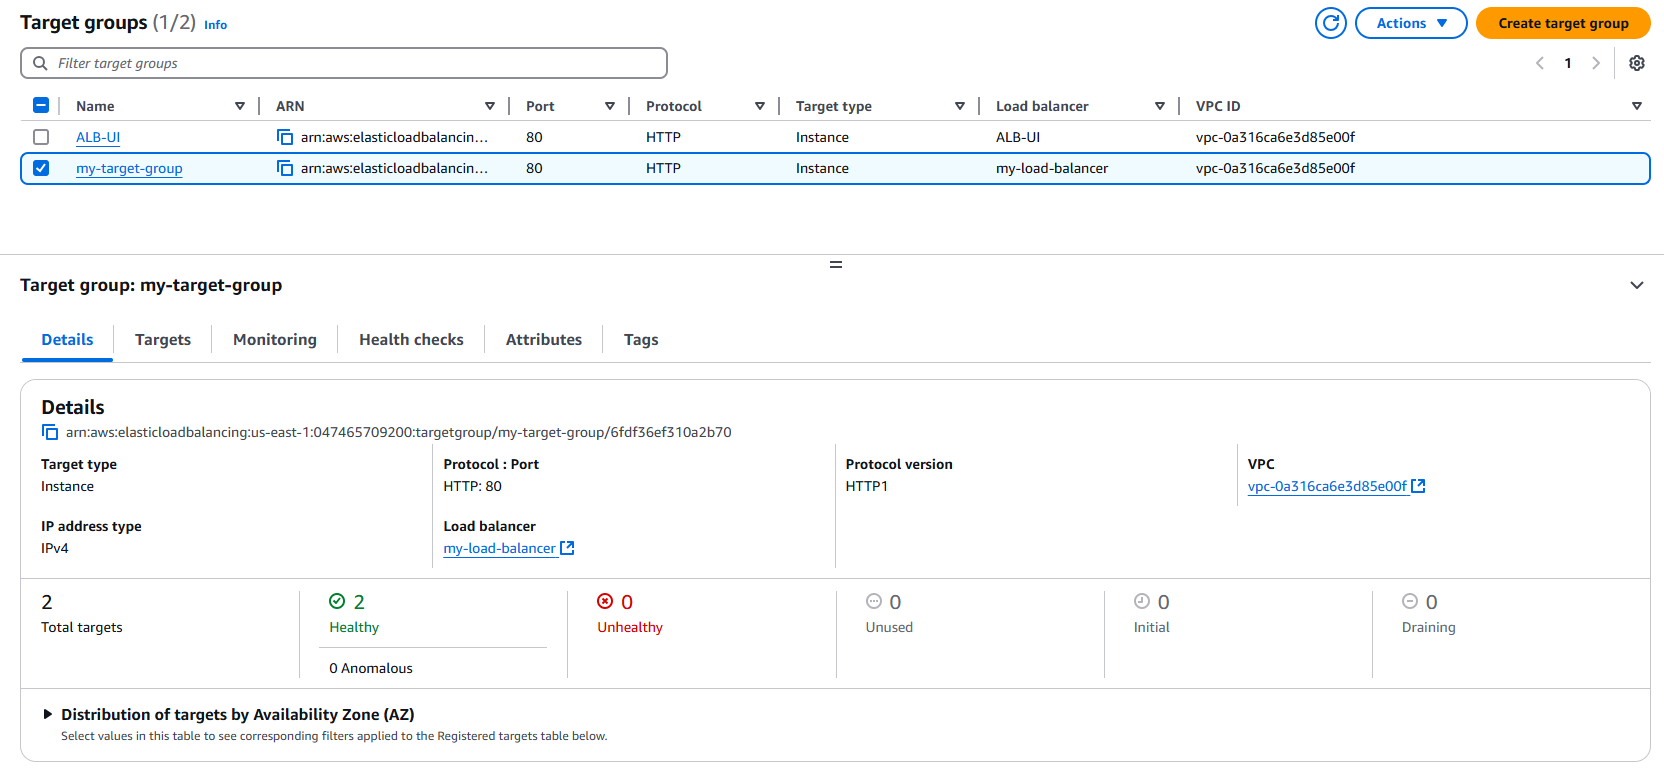 Target groups (1/2) Info
Actions
Create target group
Filter target groups
1
Name ARN Port Protocol Target type Load balancer VPC ID
ALB-UI arn:aws:elasticloadbalancin... 80 HTTP Instance ALB-UI vpc-0a316ca6e3d85e00f
my-target-group arn:aws:elasticloadbalancin... 80 HTTP Instance my-load-balancer vpc-0a316ca6e3d85e00f
Target group: my-target-group
Details Targets Monitoring Health checks Attributes Tags
Details
arn:aws:elasticloadbalancing:us-east-1:047465709200:targetgroup/my-target-group/6fdf36ef310a2b70
Target type Protocol : Port Protocol version VPC
Instance HTTP: 80 HTTP1 vpc-0a316ca6e3d85e00f
IP address type Load balancer
IPv4 my-load-balancer
2 2 0 0 0 0
Total targets Healthy Unhealthy Unused Initial Draining
0 Anomalous
Distribution of targets by Availability Zone (AZ)
Select values in this table to see corresponding filters applied to the Registered targets table below.